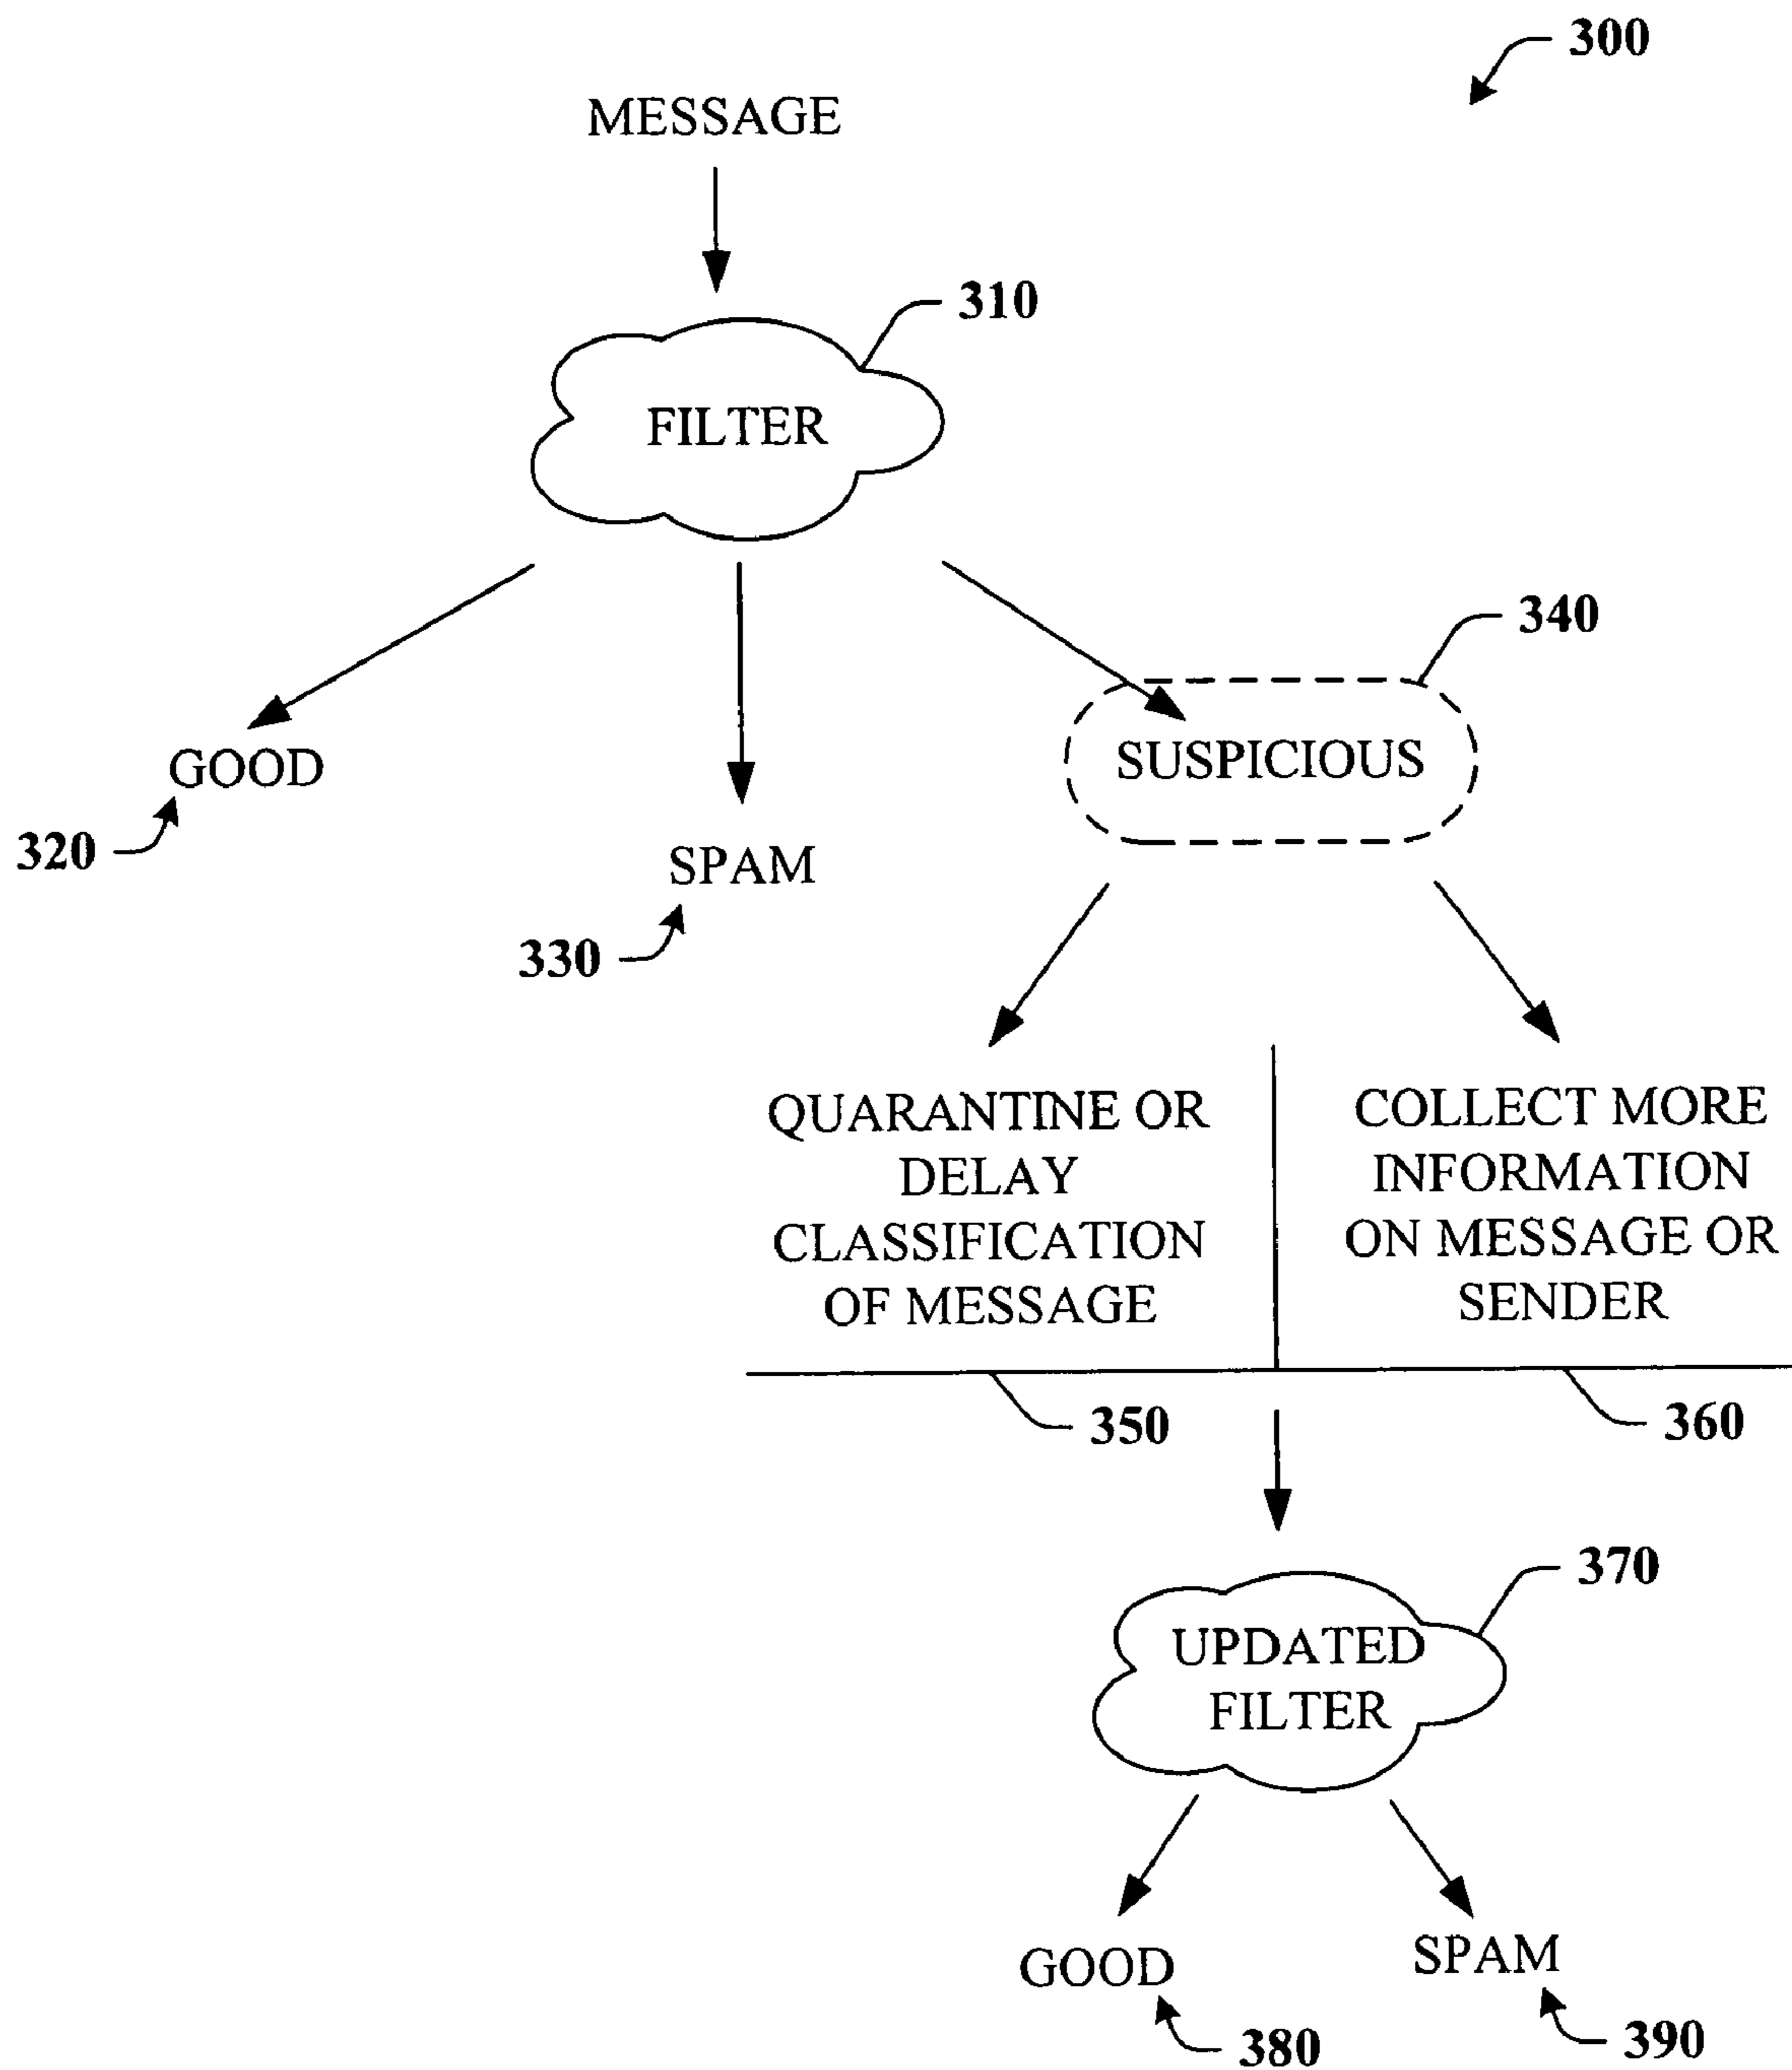 300
MESSAGE
310
FILTER
340
GOOD
SUSPICIOUS
320
SPAM
330
QUARANTINE OR
DELAY
CLASSIFICATION
OF MESSAGE
COLLECT MORE
INFORMATION
ON MESSAGE OR
SENDER
350
360
370
UPDATED
FILTER
GOOD
SPAM
380
390